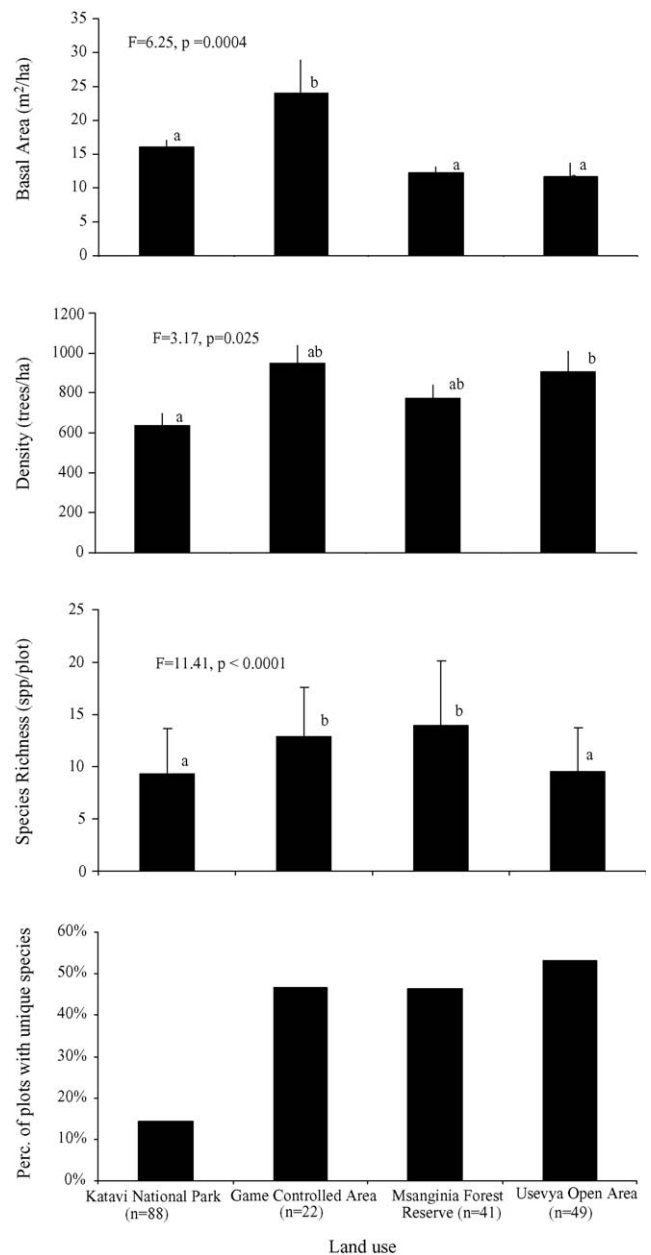 35
F=6.25, p =0.0004
30
25
b
20
a
15
a
a
10
5
0
Basal Area (m²/ha)
1200
F=3.17, p=0.025
1000
ab
b
800
ab
600
a
400
200
0
Density (trees/ha)
25
F=11.41, p < 0.0001
20
15
b
b
10
a
a
5
0
Species Richness (spp/plot)
60%
50%
40%
30%
20%
10%
0%
Perc. of plots with unique species
Katavi National Park
(n=88)
Game Controlled Area
(n=22)
Msanginia Forest
Reserve (n=41)
Usevya Open Area
(n=49)
Land use